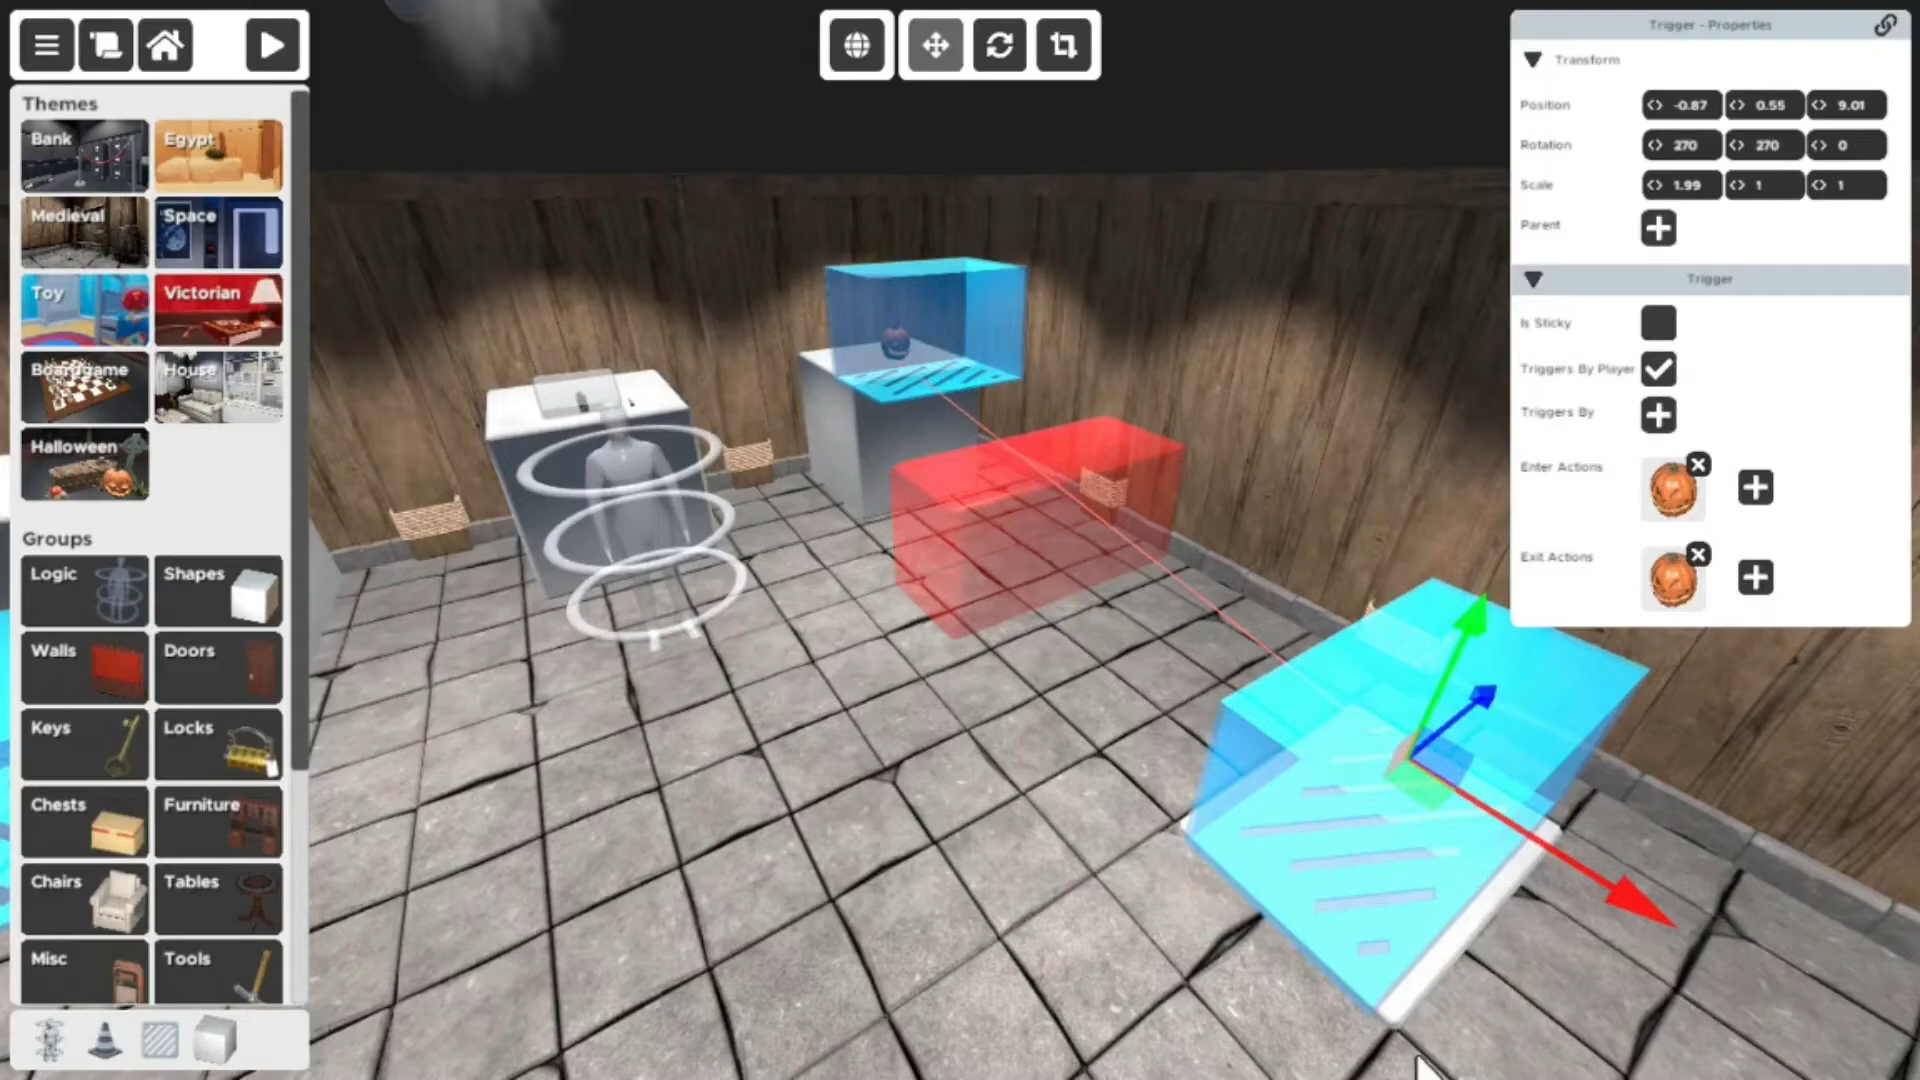 Themes
Bank
Egypt
Medieval
Space
Toy
Victorian
Boardgame
House
Halloween
Groups
Logic
Shapes
Walls
Doors
Keys
Locks
Chests
Furniture
Chairs
Tables
Misc
Tools
Trigger - Properties
Transform
Position <> -0.87 <> 0.55 <> 9.01
Rotation <> 270 <> 270 <> 0
Scale <> 1.99 <> 1 <> 1
Parent
Trigger
Is Sticky
Triggers By Player
Triggers By
Enter Actions
Exit Actions